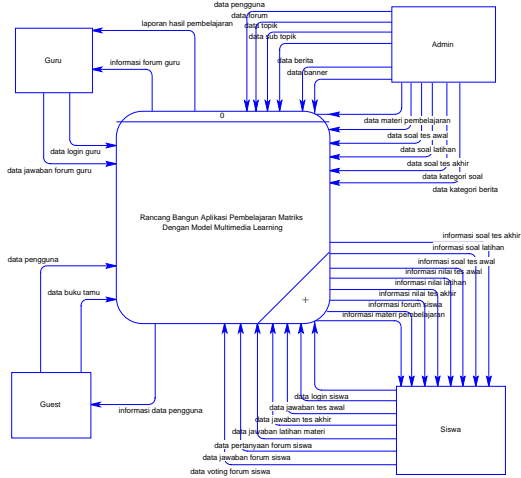 data pengguna
data forum
data topik
data sub topik
data berita
data banner
laporan hasil pembelajaran
informasi forum guru
Guru
Admin
0
data materi pembelajaran
data soal tes awal
data soal latihan
data soal tes akhir
data kategori soal
data kategori berita
data login guru
data jawaban forum guru
Rancang Bangun Aplikasi Pembelajaran Matriks
Dengan Model Multimedia Learning
informasi soal tes akhir
informasi soal latihan
informasi soal tes awal
informasi nilai tes awal
informasi nilai latihan
informasi nilai tes akhir
informasi forum siswa
informasi materi pembelajaran
data pengguna
data buku tamu
Guest
informasi data pengguna
data login siswa
data jawaban tes awal
data jawaban tes akhir
data jawaban latihan materi
data pertanyaan forum siswa
data jawaban forum siswa
data voting forum siswa
Siswa